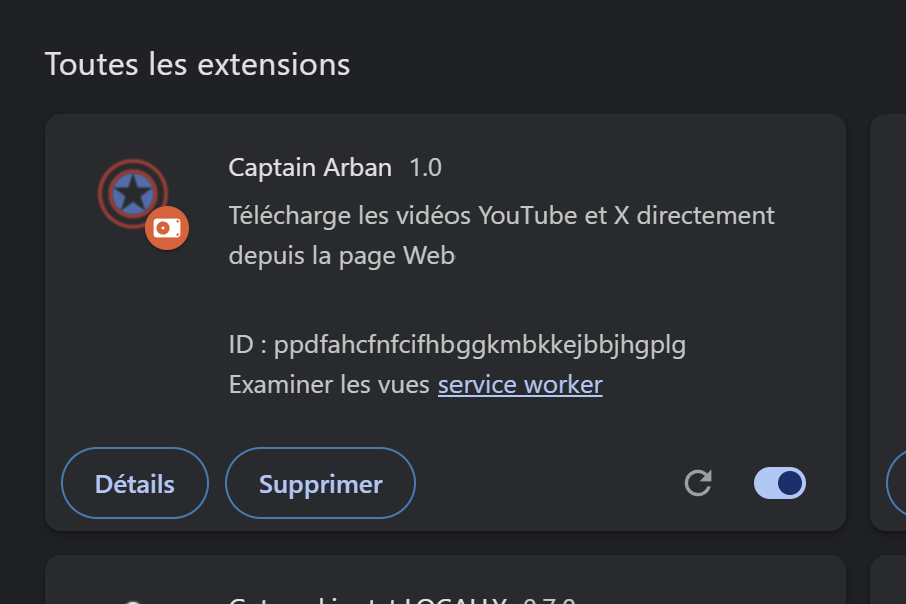 Toutes les extensions
Captain Arban 1.0
Télécharge les vidéos YouTube et X directement
depuis la page Web
ID : ppdfahcfnfcifhbggkmbkkejbbjhgplg
Examiner les vues service worker
Détails
Supprimer